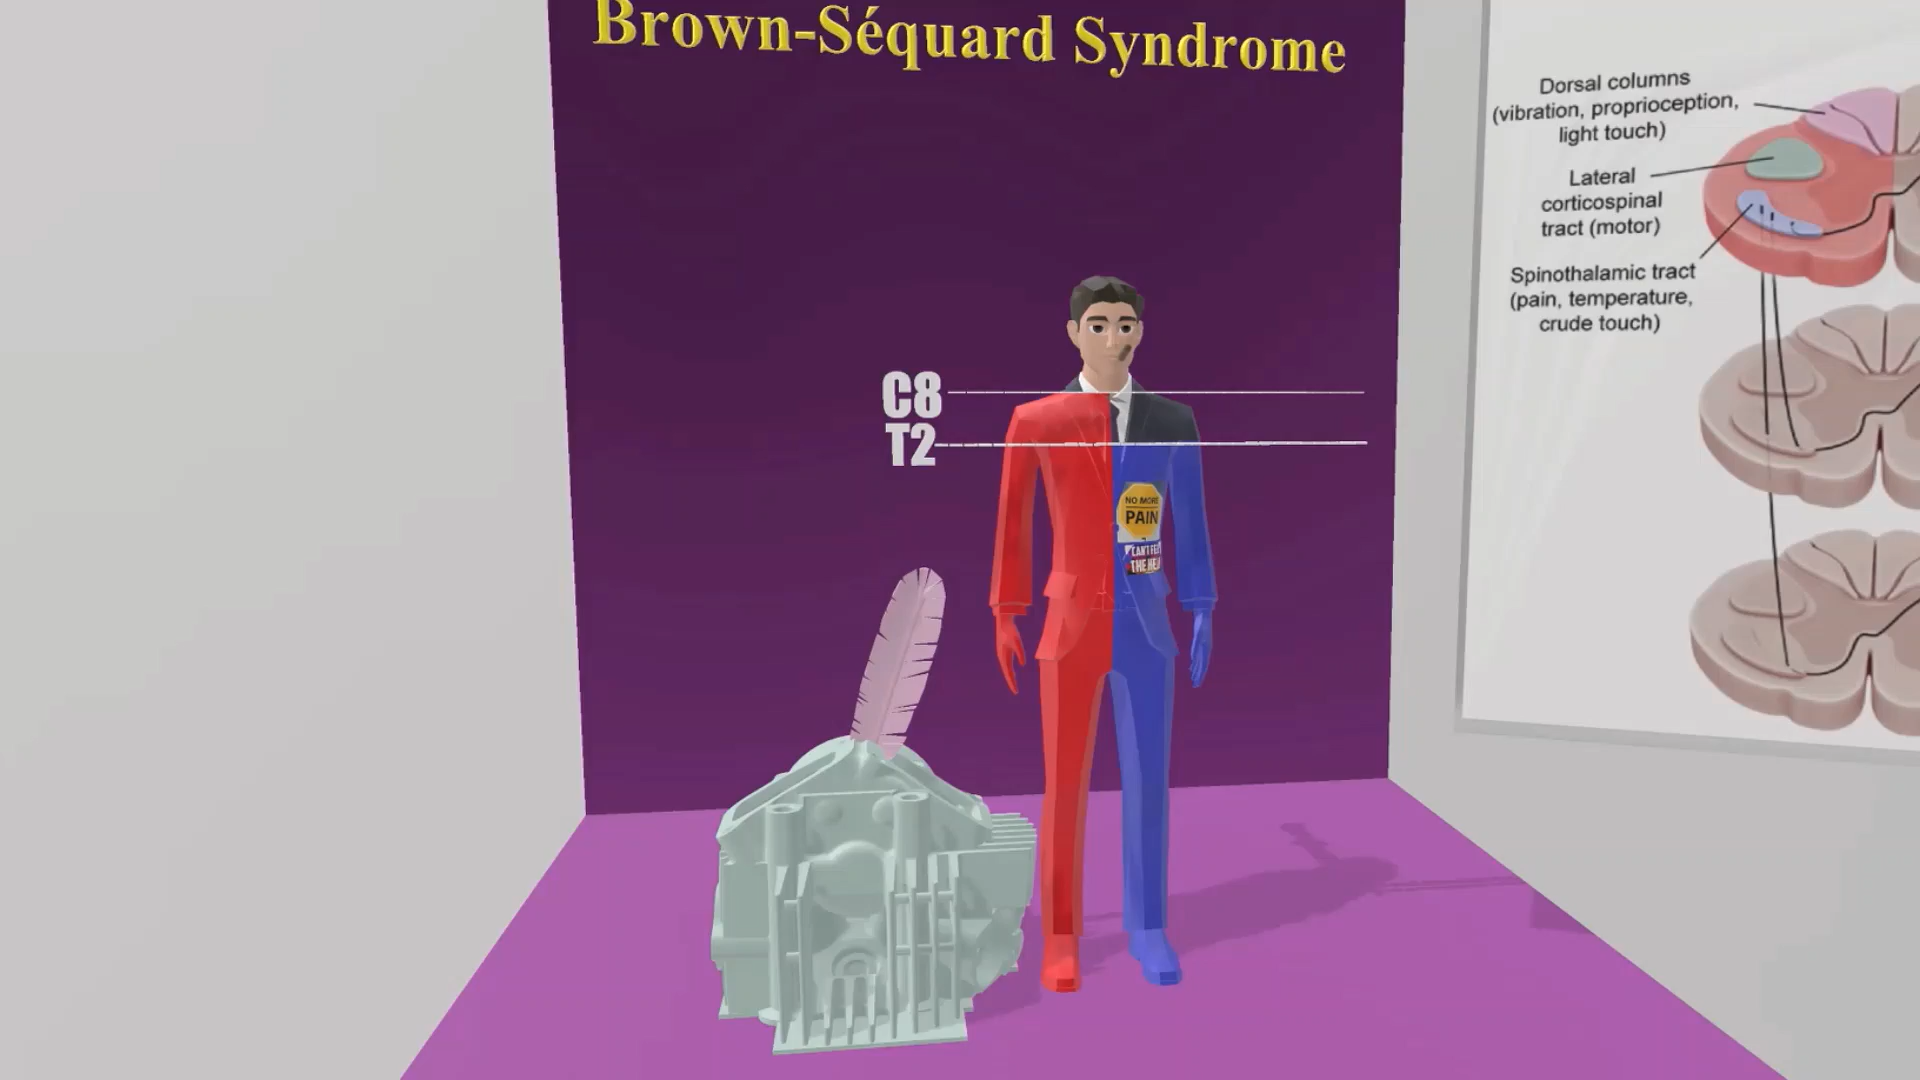 Brown-Séquard Syndrome
Dorsal columns
(vibration, proprioception,
light touch)
Lateral
corticospinal
tract (motor)
Spinothalamic tract
(pain, temperature,
crude touch)
C8
T2
NO MORE
PAIN
THE